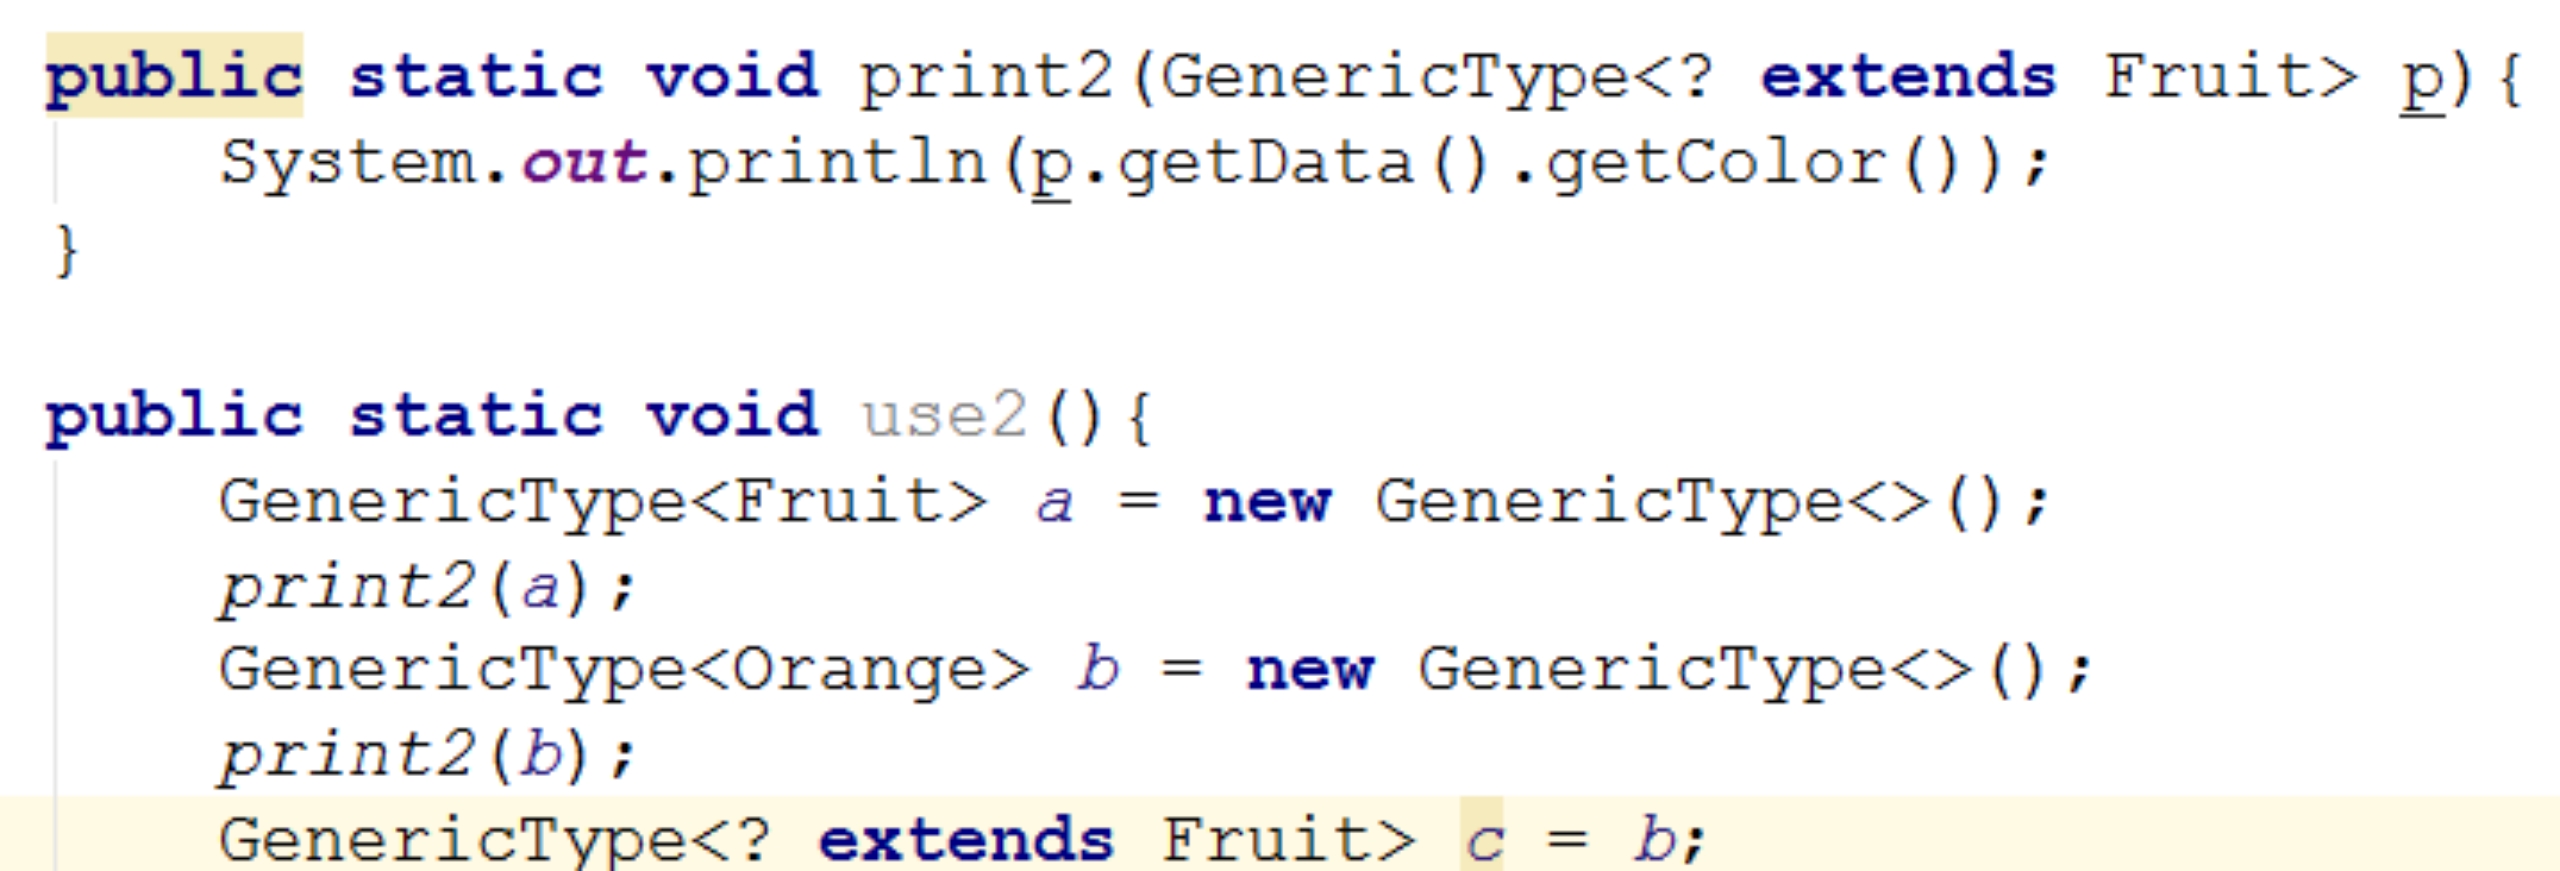 public static void print2(GenericType<? extends Fruit> p){
    System.out.println(p.getData().getColor());
}
public static void use2(){
    GenericType<Fruit> a = new GenericType<>();
    print2(a);
    GenericType<Orange> b = new GenericType<>();
    print2(b);
    GenericType<? extends Fruit> c = b;